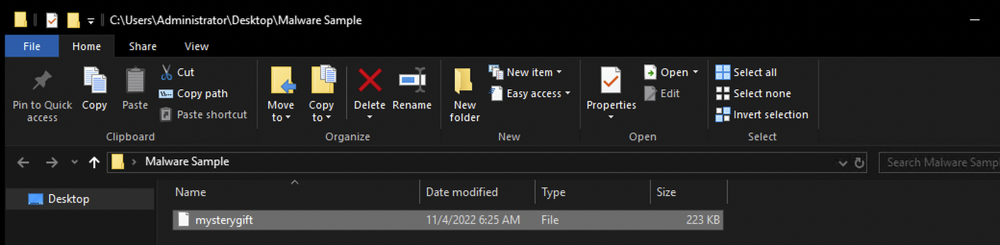 C:\Users\Administrator\Desktop\Malware Sample
File Home Share View
Pin to Quick access
Copy
Paste
Cut
Copy path
Paste shortcut
Clipboard
Move to
Copy to
Delete
Rename
Organize
New folder
New item
Easy access
New
Properties
Open
Edit
Open
Select all
Select none
Invert selection
Select
Malware Sample
Search Malware
Desktop
Name Date modified Type Size
mysterygift 11/4/2022 6:25 AM File 223 KB